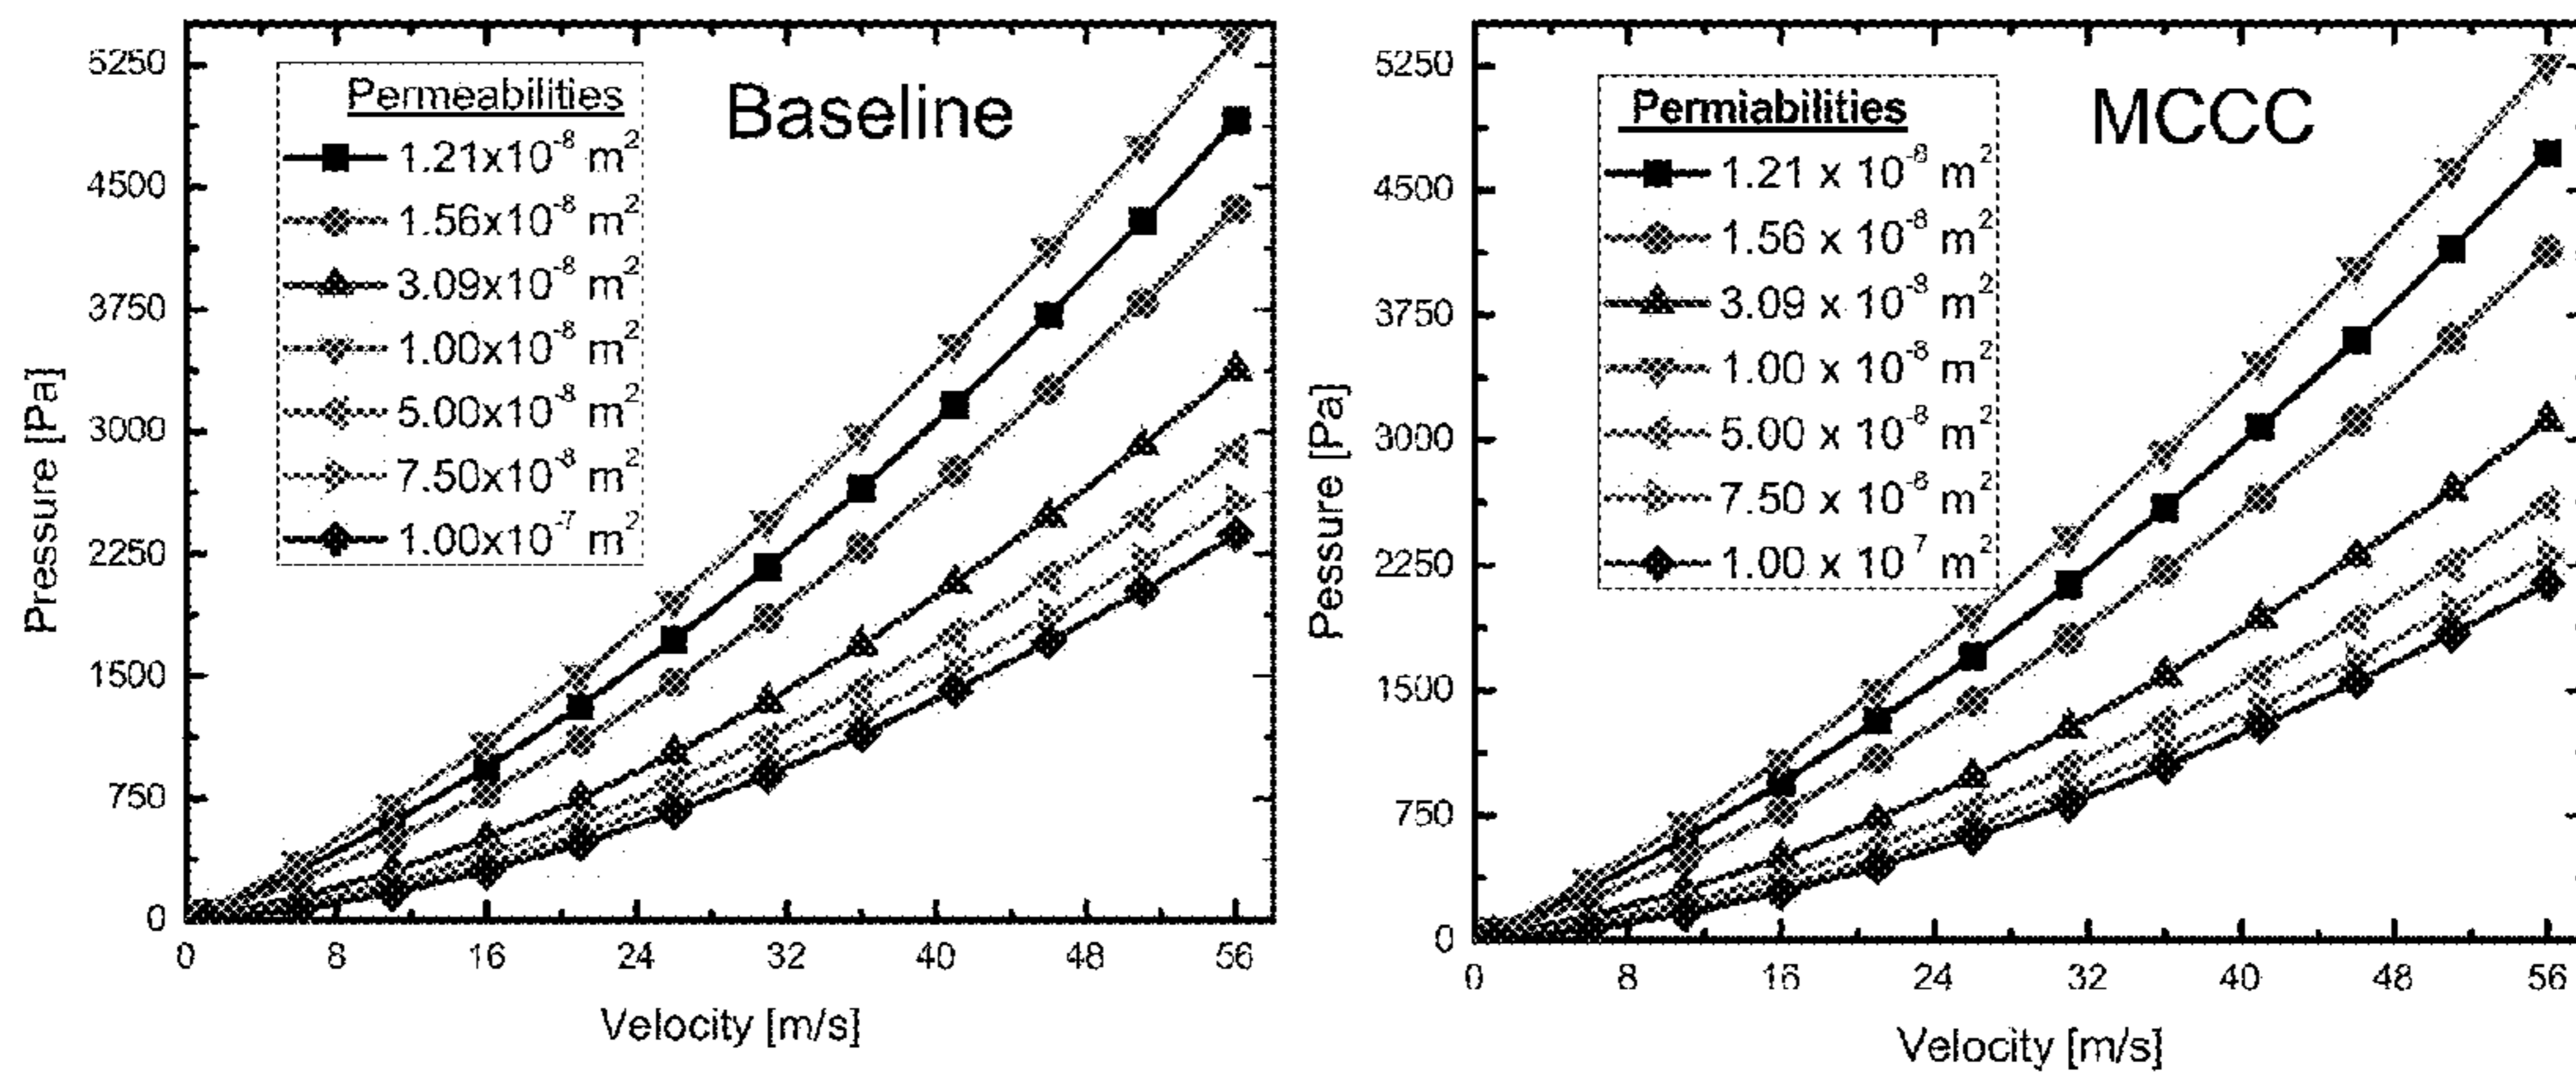 Baseline
Permeabilities
1.21x10⁻⁸ m²
1.56x10⁻⁸ m²
3.09x10⁻⁸ m²
1.00x10⁻⁸ m²
5.00x10⁻⁸ m²
7.50x10⁻⁸ m²
1.00x10⁻⁷ m²
Pressure [Pa]
5250
4500
3750
3000
2250
1500
750
0
0 8 16 24 32 40 48 56
Velocity [m/s]
MCCC
Permiabilities
1.21 x 10⁻⁸ m²
1.56 x 10⁻⁸ m²
3.09 x 10⁻⁸ m²
1.00 x 10⁻⁸ m²
5.00 x 10⁻⁸ m²
7.50 x 10⁻⁸ m²
1.00 x 10⁷ m²
Pessure [Pa]
5250
4500
3750
3000
2250
1500
750
0
0 8 16 24 32 40 48 56
Velocity [m/s]